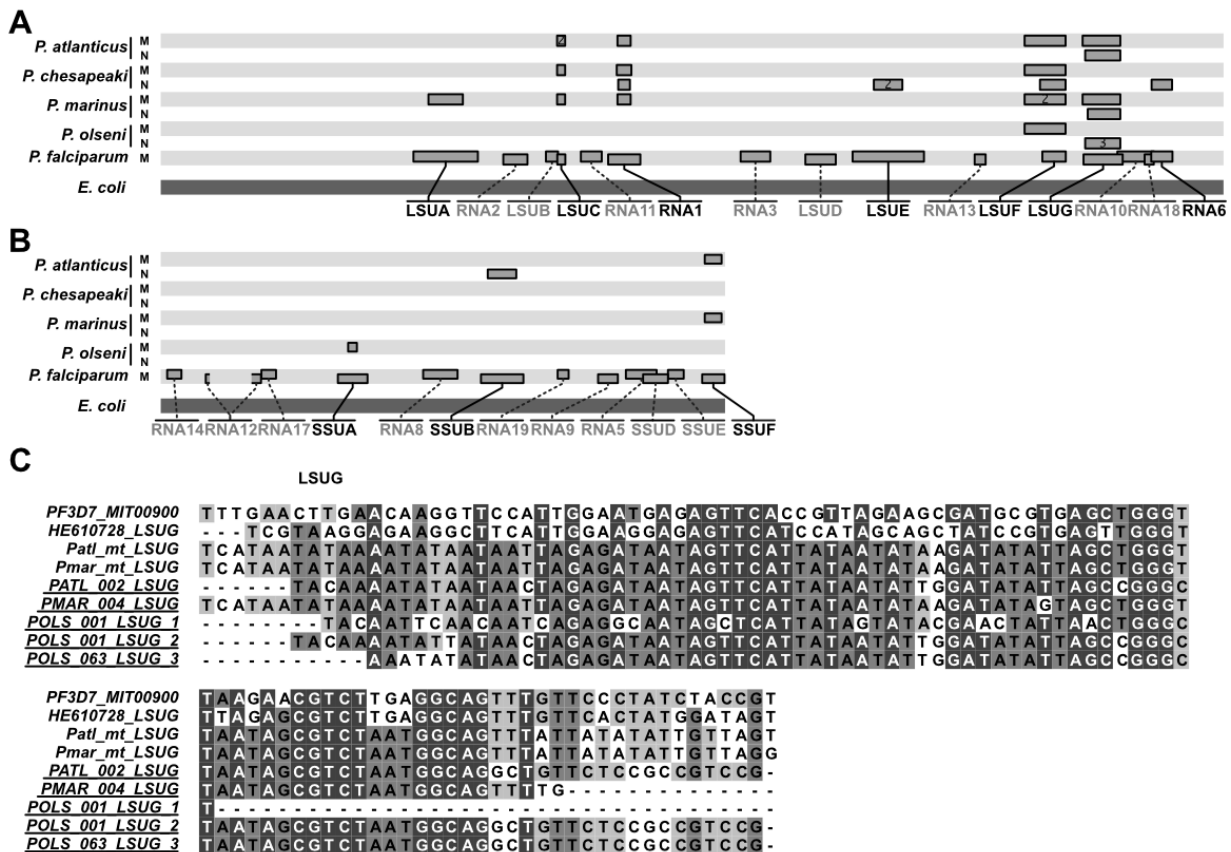 A
P. atlanticus M
N
P. chesapeaki M
N
2
P. marinus M
2
N
P. olseni M
N
3
P. falciparum M
E. coli
LSUA RNA2 LSUB LSUC RNA11 RNA1 RNA3 LSUD LSUE RNA13 LSUF LSUG RNA10 RNA18 RNA6
B
P. atlanticus M
N
P. chesapeaki M
N
P. marinus M
N
P. olseni M
N
P. falciparum M
E. coli
RNA14 RNA12 RNA17 SSUA RNA8 SSUB RNA19 RNA9 RNA5 SSUD SSUE SSUF
C
LSUG
PF3D7_MIT00900 TTTGAACTTGAACAAGGTTCCATTGGAATGAGAGTTCACCGTTAGAAGCGATGCGTGAGCTGGGT
HE610728_LSUG ---TCGTAAGGAGAAGGCTTCATTGGAAGGAGAGTTCATCCATAGCAGCTATCCGTGAGTTGGGT
Patl_mt_LSUG TCATAATATAAAATATAATAATTAGAGATAATAGTTCATTATAATATAAGATATATTAGCTGGGT
Pmar_mt_LSUG TCATAATATAAAATATAATAATTAGAGATAATAGTTCATTATAATATAAGATATATTAGCTGGGT
PATL_002_LSUG ------TACAAAATATAATAACTAGAGATAATAGTTCATTATAATATTGGATATATTAGCCGGGC
PMAR_004_LSUG TCATAATATAAAATATAATAATTAGAGATAATAGTTCATTATAATATAAGATATAGTAGCTGGGT
POLS_001_LSUG_1 --------TACAATTCAACAATCAGAGGCAATAGCTCATTATAGTATACGAACTATTAACTGGGC
POLS_001_LSUG_2 ------TACAAAATATTATAACTAGAGATAATAGTTCATTATAATATTGGATATATTAGCCGGGC
POLS_063_LSUG_3 -----------AAATATATAACTAGAGATAATAGTTCATTATAATATTGGATATATTAGCCGGGC
PF3D7_MIT00900 TAAGAACGTCTTGAGGCAGTTTGTTCCCTATCTACCGT
HE610728_LSUG TTAGAGCGTCTTGAGGCAGTTTGTTCACTATGGATAGT
Patl_mt_LSUG TAATAGCGTCTAATGGCAGTTTATTATATATTGTTAGT
Pmar_mt_LSUG TAATAGCGTCTAATGGCAGTTTATTATATATTGTTAGG
PATL_002_LSUG TAATAGCGTCTAATGGCAGGCTGTTCTCCGCCGTCCG-
PMAR_004_LSUG TAATAGCGTCTAATGGCAGTTTTG--------------
POLS_001_LSUG_1 T-------------------------------------
POLS_001_LSUG_2 TAATAGCGTCTAATGGCAGGCTGTTCTCCGCCGTCCG-
POLS_063_LSUG_3 TAATAGCGTCTAATGGCAGGCTGTTCTCCGCCGTCCG-